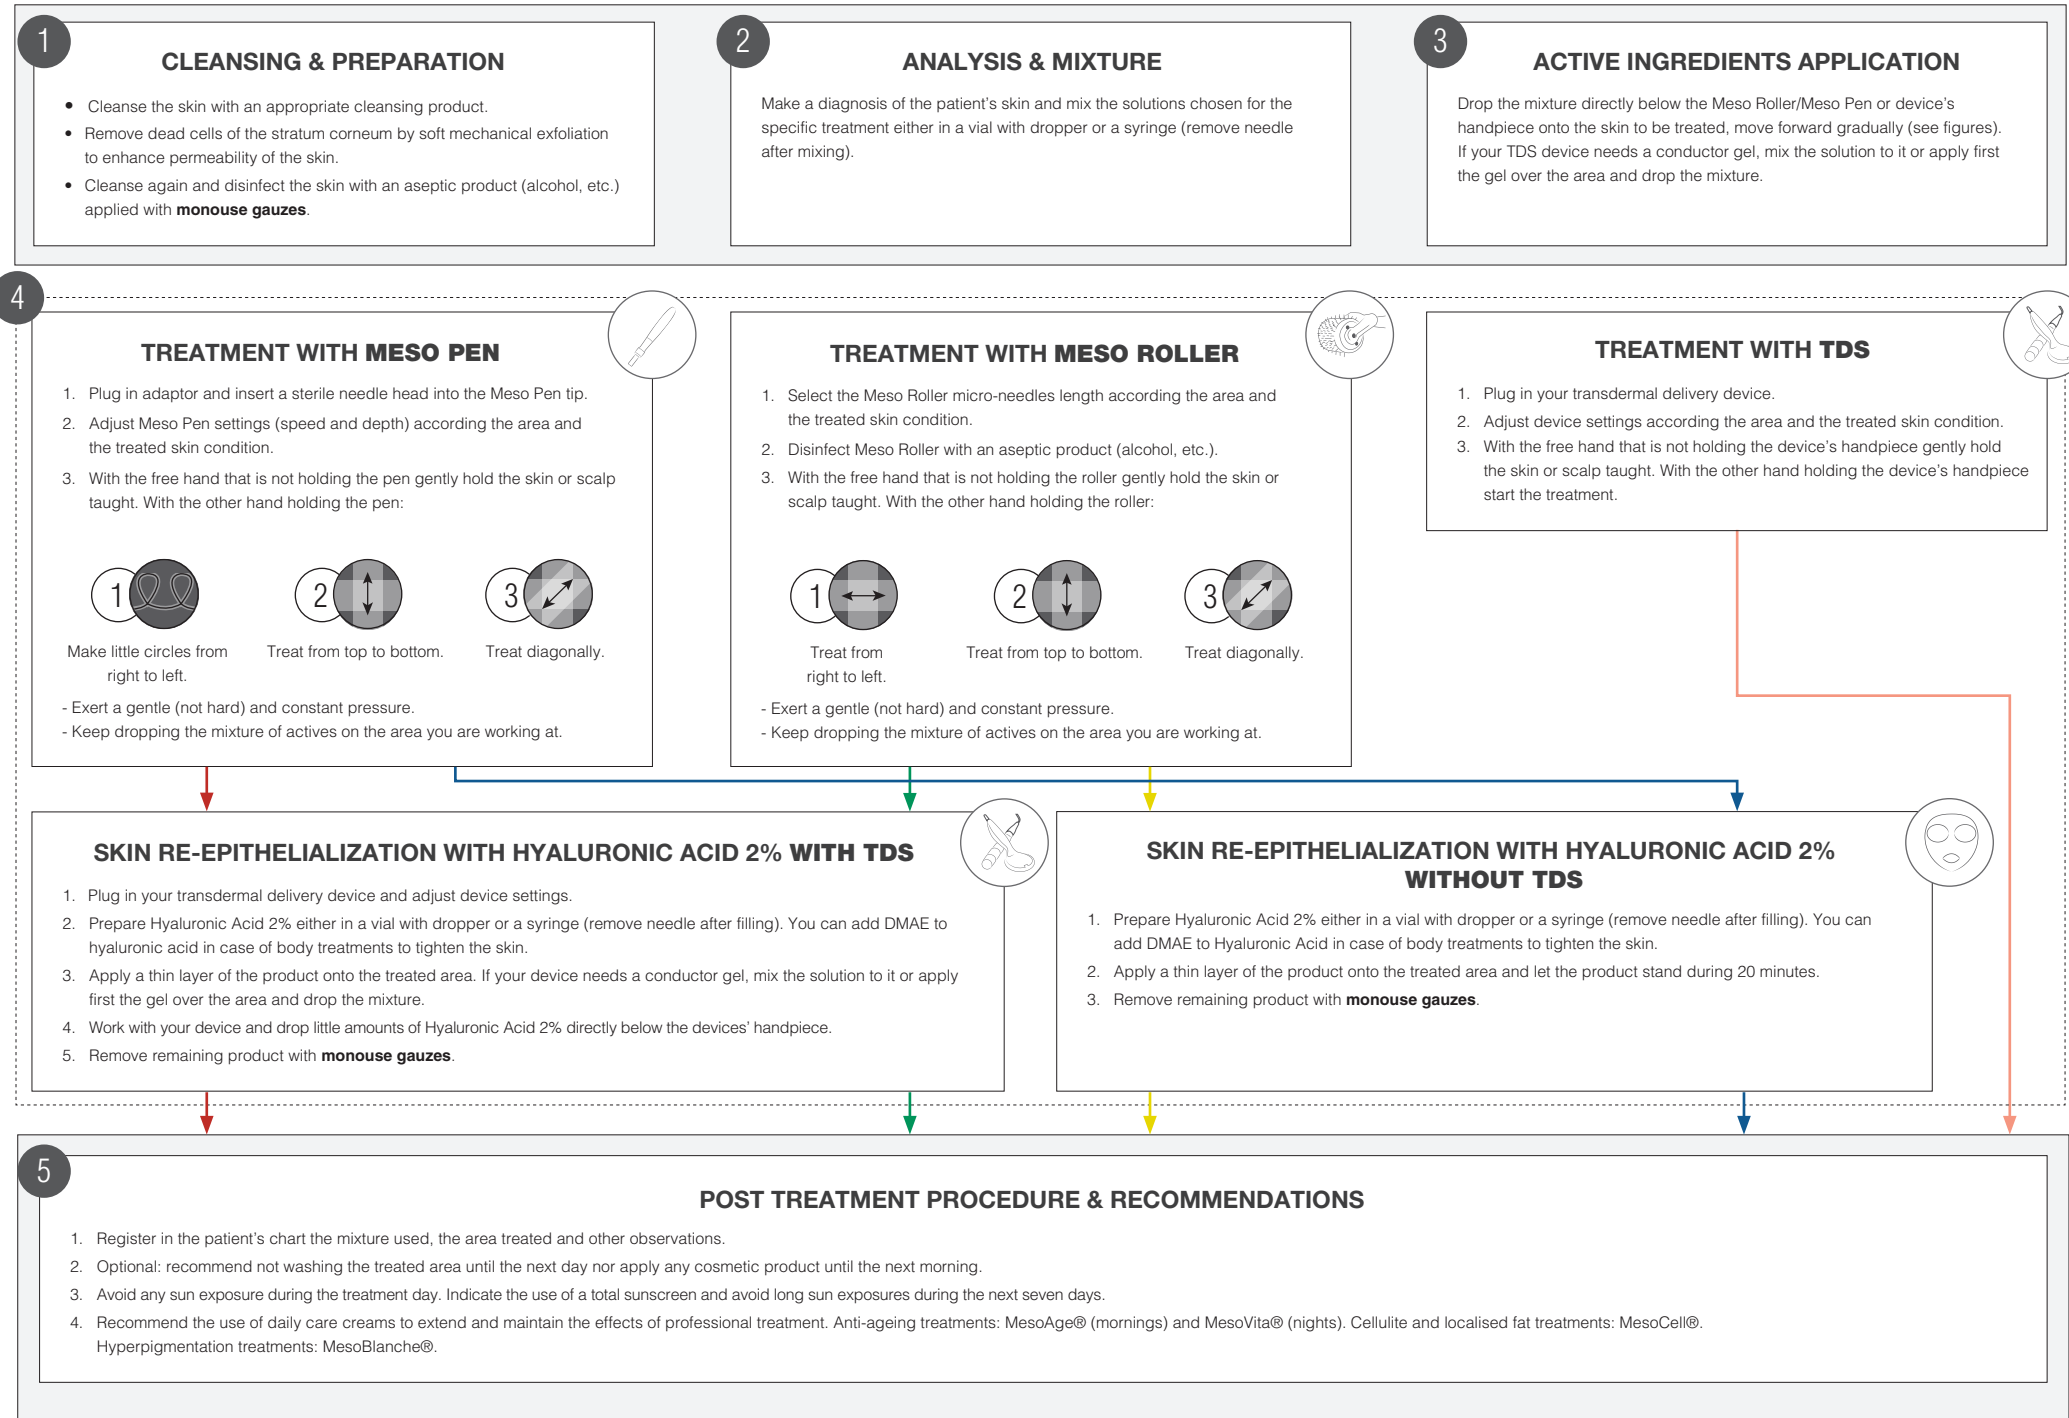 1
CLEANSING & PREPARATION
• Cleanse the skin with an appropriate cleansing product.
• Remove dead cells of the stratum corneum by soft mechanical exfoliation
to enhance permeability of the skin.
• Cleanse again and disinfect the skin with an aseptic product (alcohol, etc.)
applied with monouse gauzes.
2
ANALYSIS & MIXTURE
Make a diagnosis of the patient's skin and mix the solutions chosen for the
specific treatment either in a vial with dropper or a syringe (remove needle
after mixing).
3
ACTIVE INGREDIENTS APPLICATION
Drop the mixture directly below the Meso Roller/Meso Pen or device's
handpiece onto the skin to be treated, move forward gradually (see figures).
If your TDS device needs a conductor gel, mix the solution to it or apply first
the gel over the area and drop the mixture.
4
TREATMENT WITH MESO PEN
1. Plug in adaptor and insert a sterile needle head into the Meso Pen tip.
2. Adjust Meso Pen settings (speed and depth) according the area and
the treated skin condition.
3. With the free hand that is not holding the pen gently hold the skin or scalp
taught. With the other hand holding the pen:
1
2
3
Make little circles from
right to left.
Treat from top to bottom.
Treat diagonally.
- Exert a gentle (not hard) and constant pressure.
- Keep dropping the mixture of actives on the area you are working at.
TREATMENT WITH MESO ROLLER
1. Select the Meso Roller micro-needles length according the area and
the treated skin condition.
2. Disinfect Meso Roller with an aseptic product (alcohol, etc.).
3. With the free hand that is not holding the roller gently hold the skin or
scalp taught. With the other hand holding the roller:
1
2
3
Treat from
right to left.
Treat from top to bottom.
Treat diagonally.
- Exert a gentle (not hard) and constant pressure.
- Keep dropping the mixture of actives on the area you are working at.
TREATMENT WITH TDS
1. Plug in your transdermal delivery device.
2. Adjust device settings according the area and the treated skin condition.
3. With the free hand that is not holding the device's handpiece gently hold
the skin or scalp taught. With the other hand holding the device's handpiece
start the treatment.
SKIN RE-EPITHELIALIZATION WITH HYALURONIC ACID 2% WITH TDS
1. Plug in your transdermal delivery device and adjust device settings.
2. Prepare Hyaluronic Acid 2% either in a vial with dropper or a syringe (remove needle after filling). You can add DMAE to
hyaluronic acid in case of body treatments to tighten the skin.
3. Apply a thin layer of the product onto the treated area. If your device needs a conductor gel, mix the solution to it or apply
first the gel over the area and drop the mixture.
4. Work with your device and drop little amounts of Hyaluronic Acid 2% directly below the devices' handpiece.
5. Remove remaining product with monouse gauzes.
SKIN RE-EPITHELIALIZATION WITH HYALURONIC ACID 2%
WITHOUT TDS
1. Prepare Hyaluronic Acid 2% either in a vial with dropper or a syringe (remove needle after filling). You can
add DMAE to Hyaluronic Acid in case of body treatments to tighten the skin.
2. Apply a thin layer of the product onto the treated area and let the product stand during 20 minutes.
3. Remove remaining product with monouse gauzes.
5
POST TREATMENT PROCEDURE & RECOMMENDATIONS
1. Register in the patient's chart the mixture used, the area treated and other observations.
2. Optional: recommend not washing the treated area until the next day nor apply any cosmetic product until the next morning.
3. Avoid any sun exposure during the treatment day. Indicate the use of a total sunscreen and avoid long sun exposures during the next seven days.
4. Recommend the use of daily care creams to extend and maintain the effects of professional treatment. Anti-ageing treatments: MesoAge® (mornings) and MesoVita® (nights). Cellulite and localised fat treatments: MesoCell®.
Hyperpigmentation treatments: MesoBlanche®.